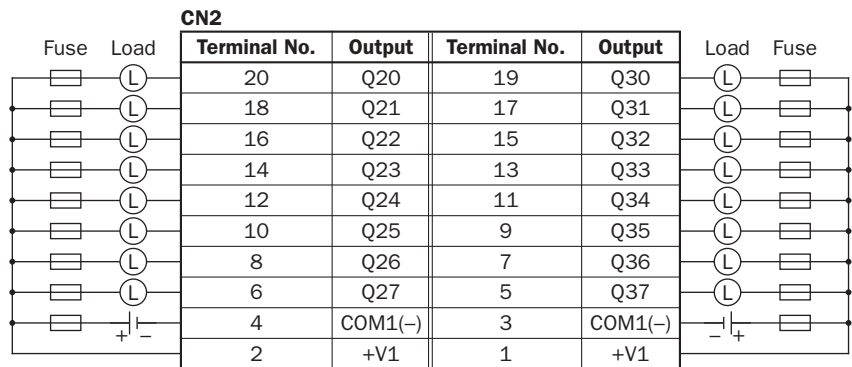 CN2
Fuse Load Terminal No. Output Terminal No. Output Load Fuse
L 20 Q20 19 Q30 L
L 18 Q21 17 Q31 L
L 16 Q22 15 Q32 L
L 14 Q23 13 Q33 L
L 12 Q24 11 Q34 L
L 10 Q25 9 Q35 L
L 8 Q26 7 Q36 L
L 6 Q27 5 Q37 L
+ − 4 COM1(–) 3 COM1(–) − +
2 +V1 1 +V1